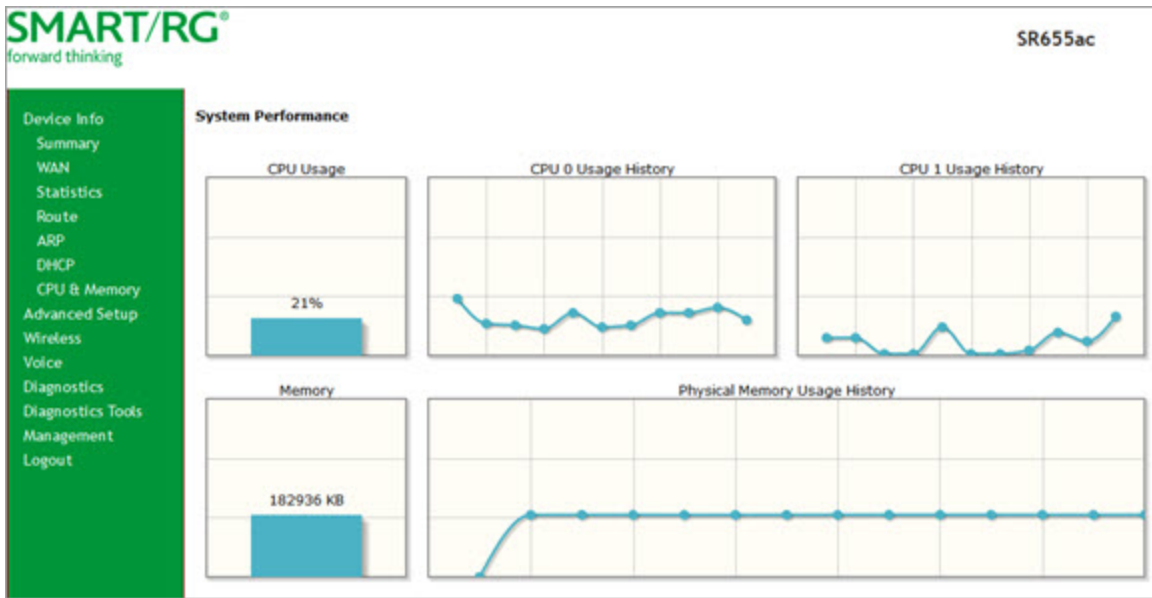 SMART/RG®
forward thinking
SR655ac
Device Info
Summary
WAN
Statistics
Route
ARP
DHCP
CPU & Memory
Advanced Setup
Wireless
Voice
Diagnostics
Diagnostics Tools
Management
Logout
System Performance
CPU Usage
21%
CPU 0 Usage History
CPU 1 Usage History
Memory
182936 KB
Physical Memory Usage History